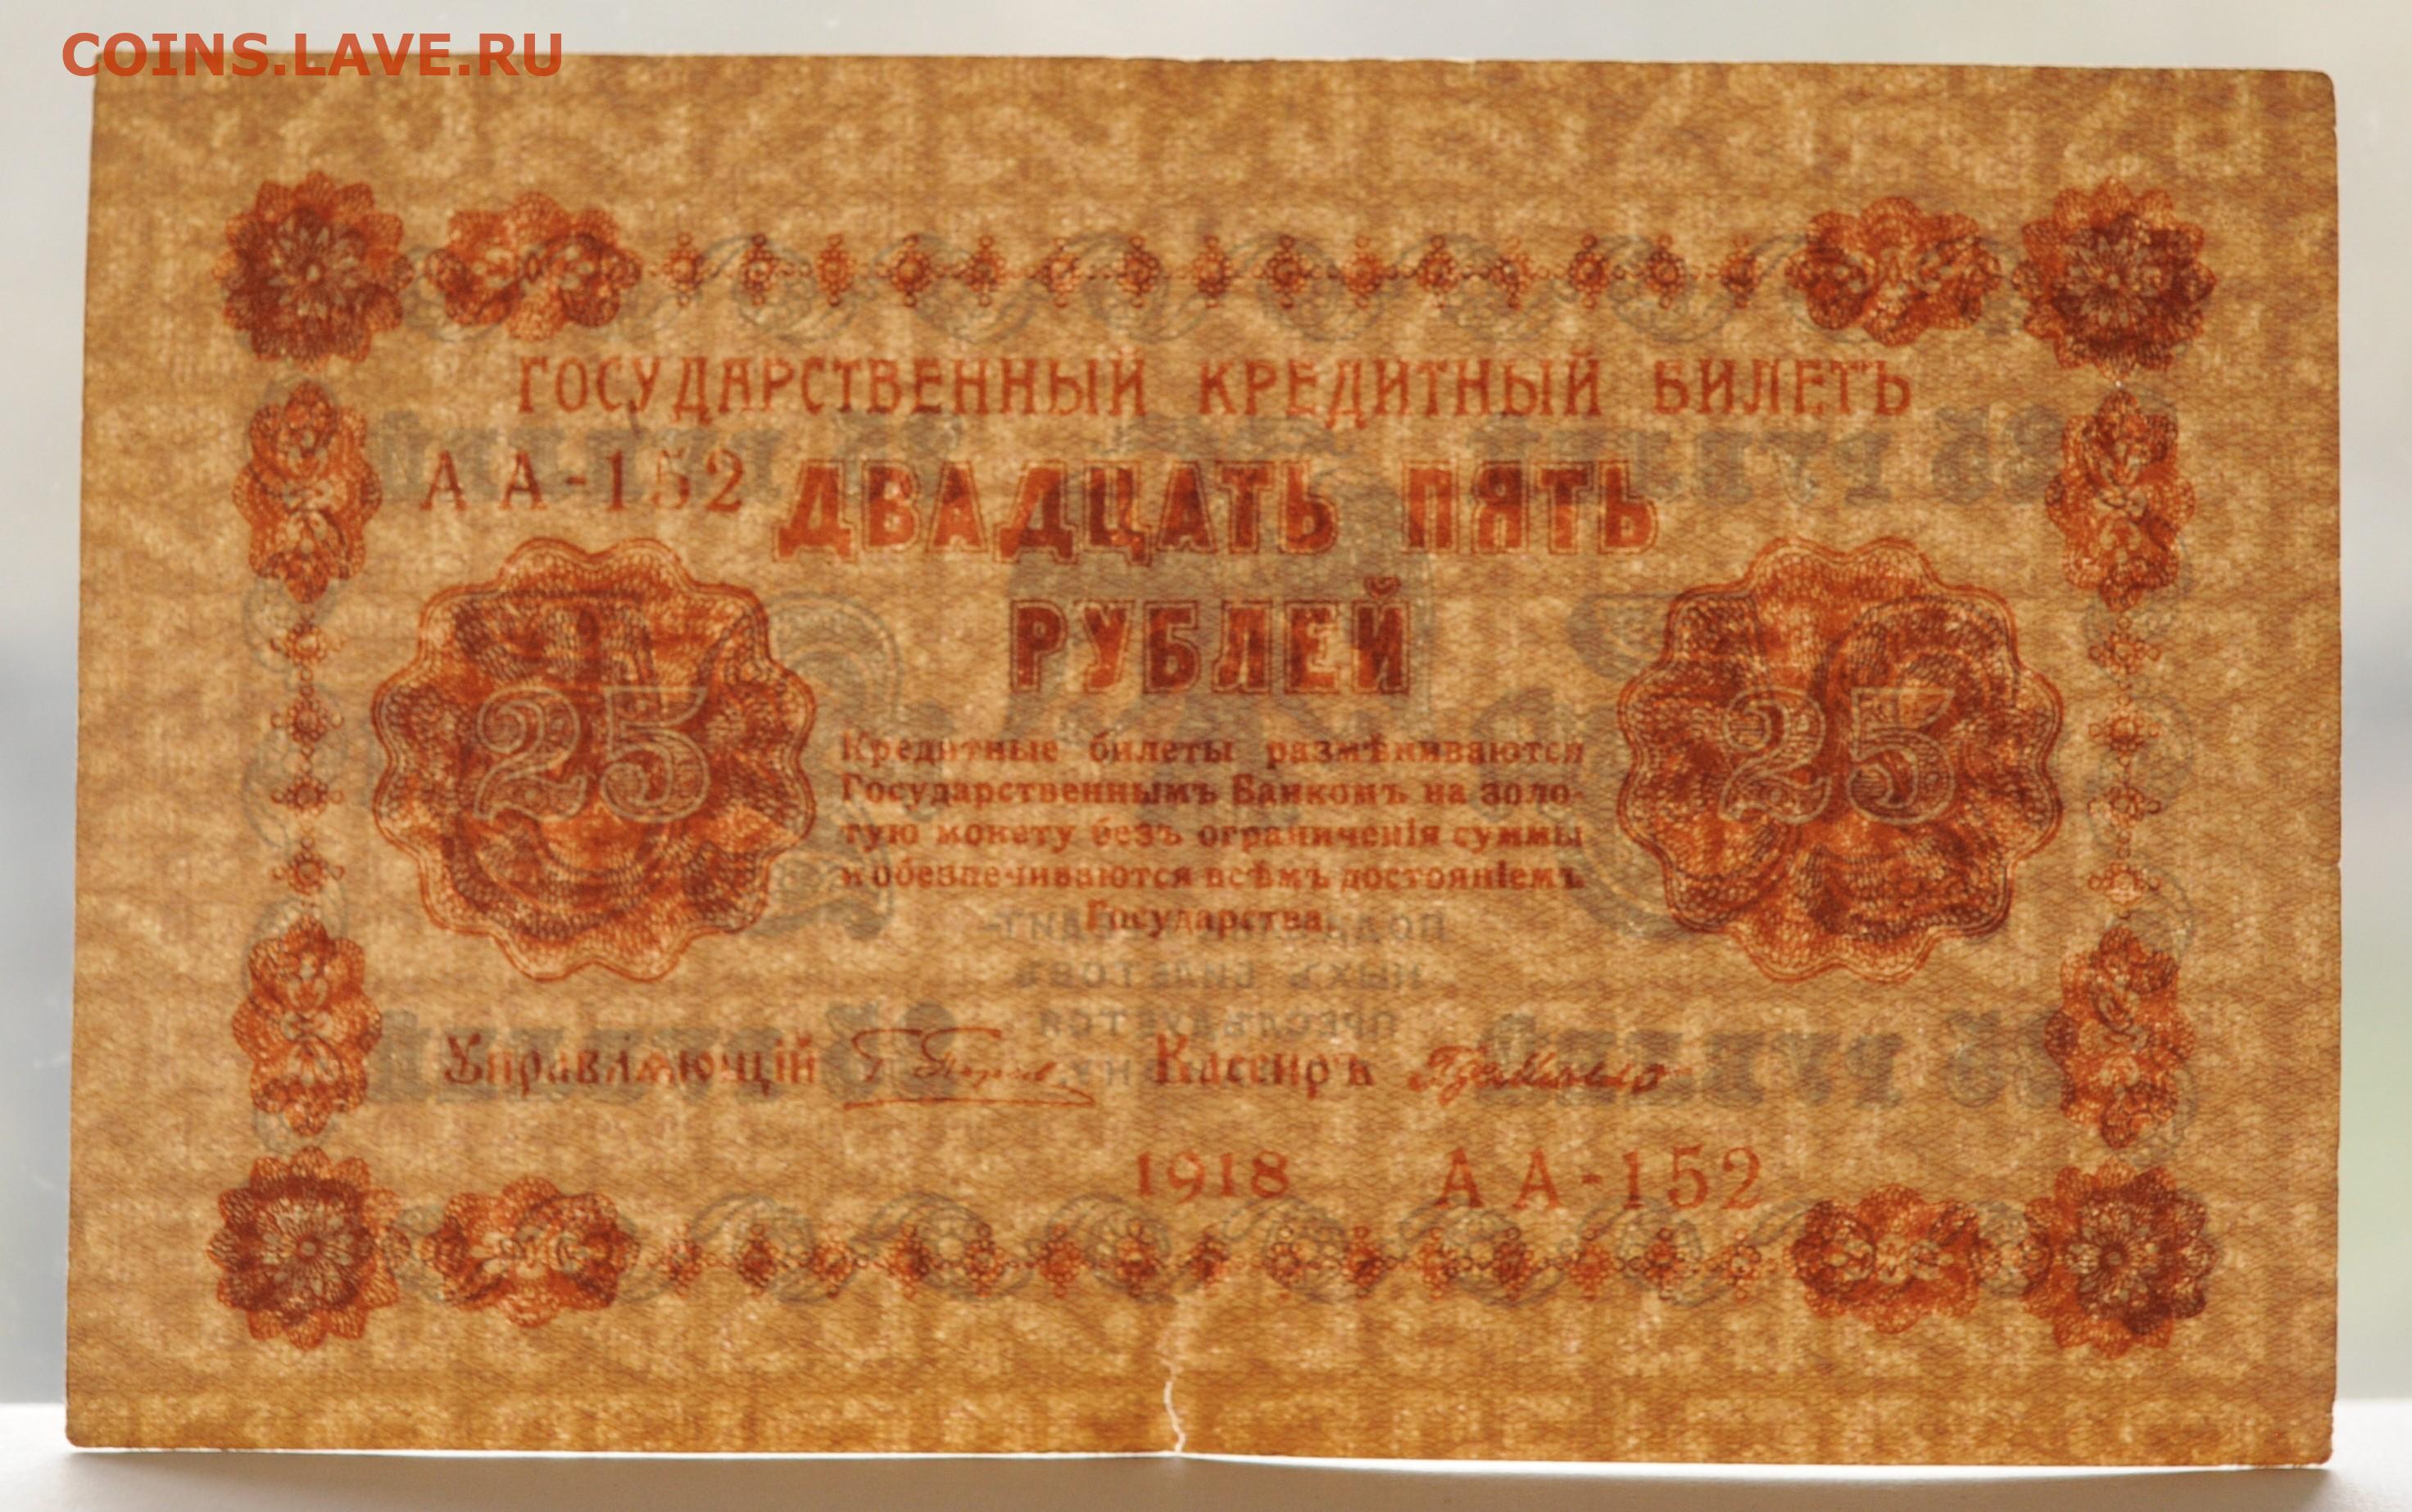 COINS.LAVE.RU
ГОСУДАРСТВЕННЫЙ КРЕДИТНЫЙ БИЛЕТЪ
АА-152 ДВАДЦАТЬ ПЯТЬ
РУБЛЕЙ
25 25
Кредитные билеты размѣниваются
Государственнымъ Банкомъ на золо-
тую монету безъ ограниченія суммы
и обезпечиваются всѣмъ достояніемъ
Государства.
Управляющій Кассиръ
1918 АА-152